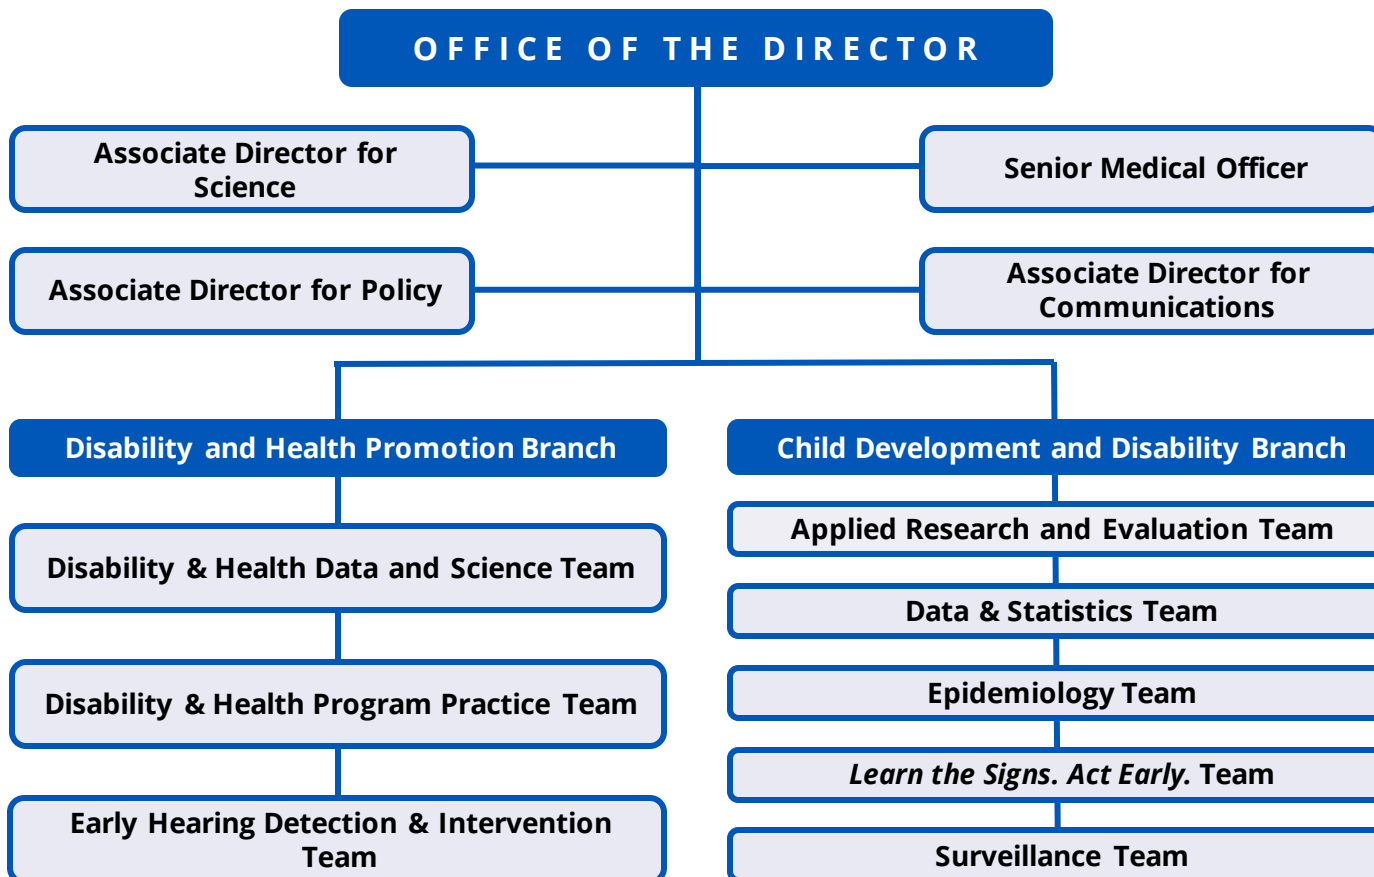 OFFICE OF THE DIRECTOR
Associate Director for
Science
Senior Medical Officer
Associate Director for Policy
Associate Director for
Communications
Disability and Health Promotion Branch
Child Development and Disability Branch
Disability & Health Data and Science Team
Disability & Health Program Practice Team
Early Hearing Detection & Intervention
Team
Applied Research and Evaluation Team
Data & Statistics Team
Epidemiology Team
Learn the Signs. Act Early. Team
Surveillance Team